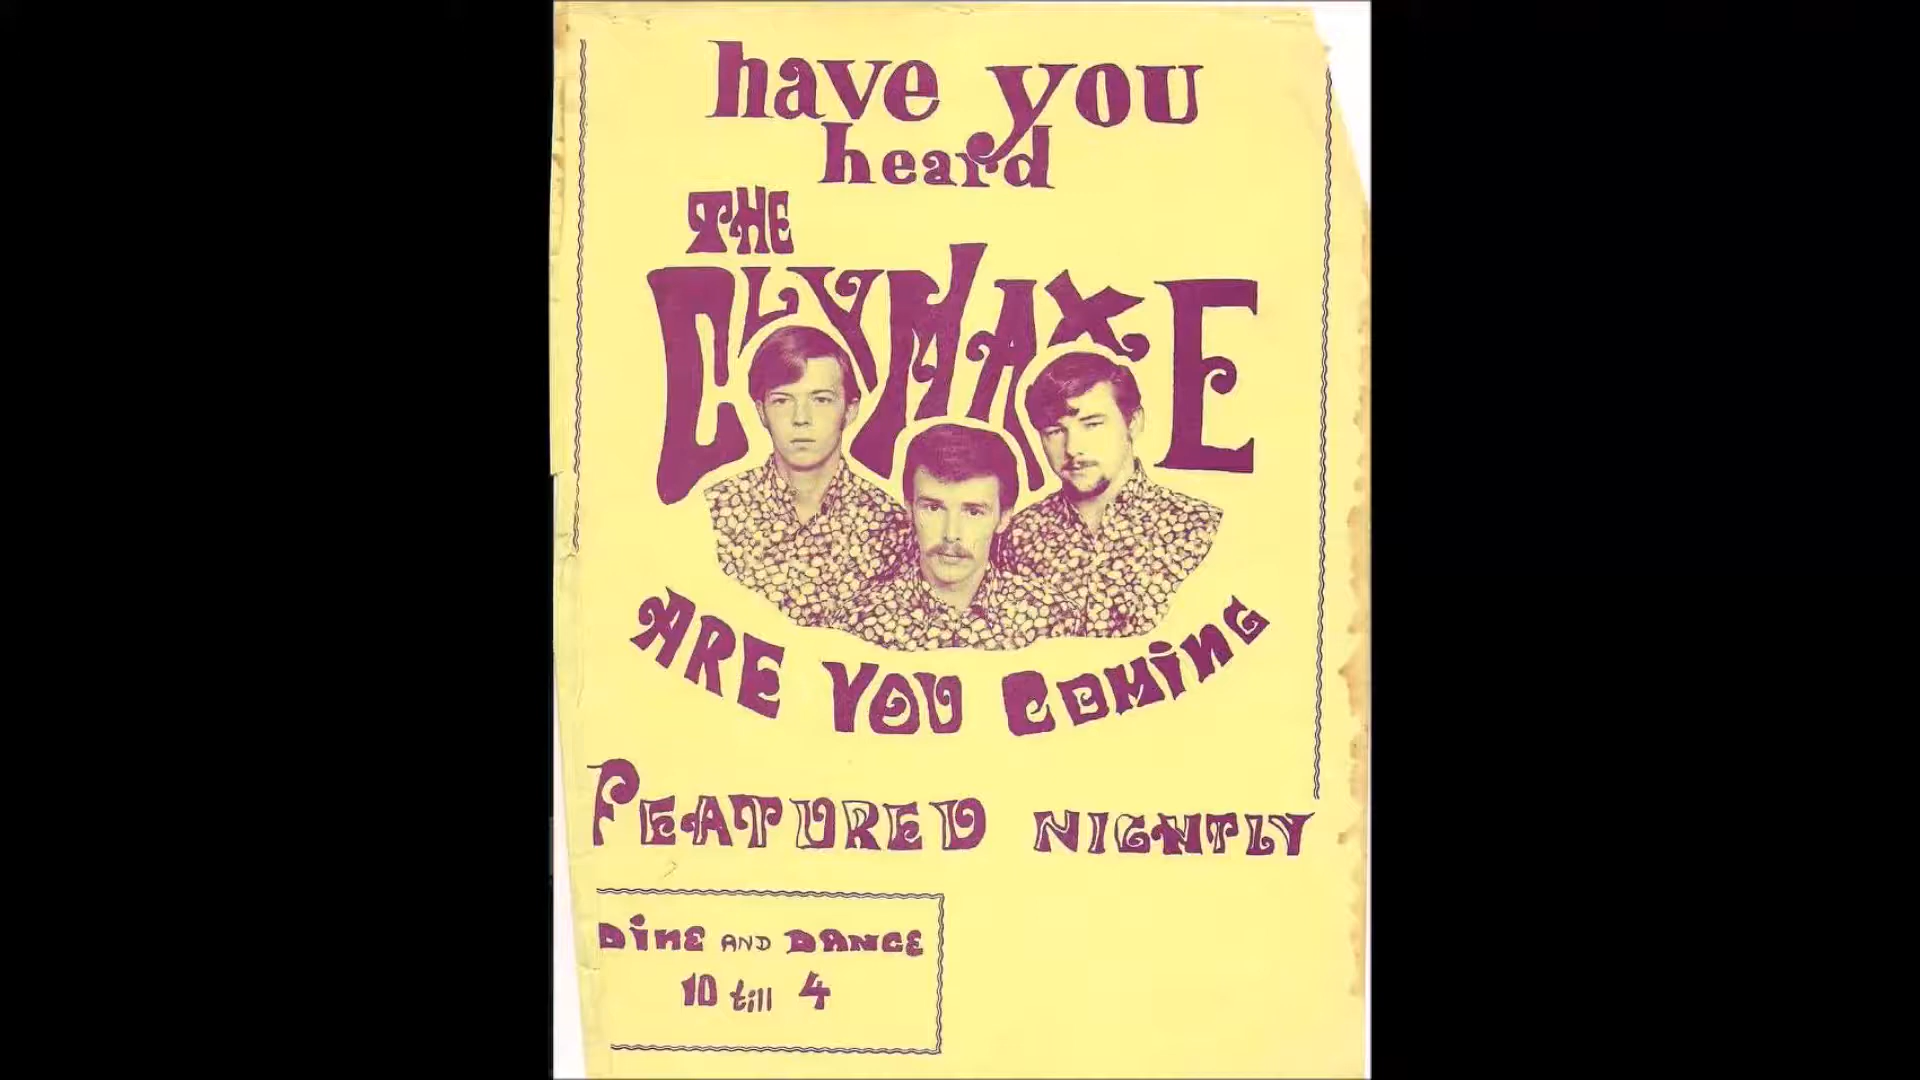 have you
heard
THE
CLYMAXE
ARE YOU COMiNG
FEATURED NIGHTLY
DiNE AND DANCE
10 till 4